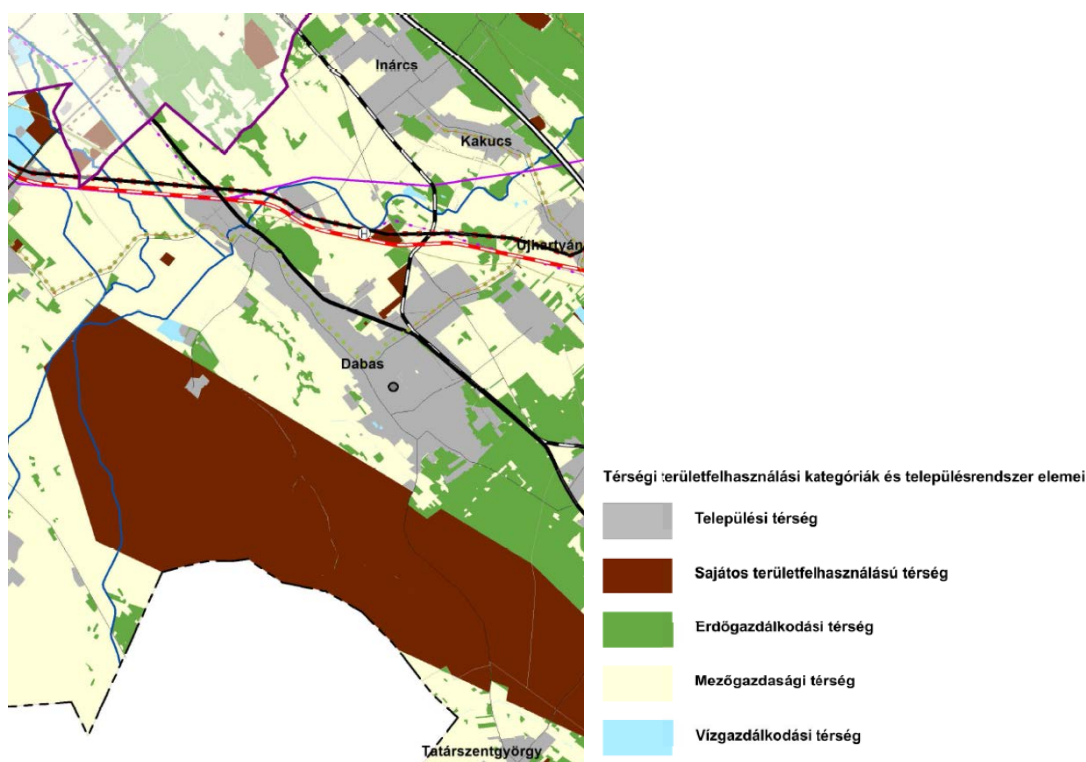 Inárcs
Kakucs
H
Újhartyán
Dabas
Tatárszentgyörgy
Térségi területfelhasználási kategóriák és településrendszer elemei
Települési térség
Sajátos területfelhasználású térség
Erdőgazdálkodási térség
Mezőgazdasági térség
Vízgazdálkodási térség